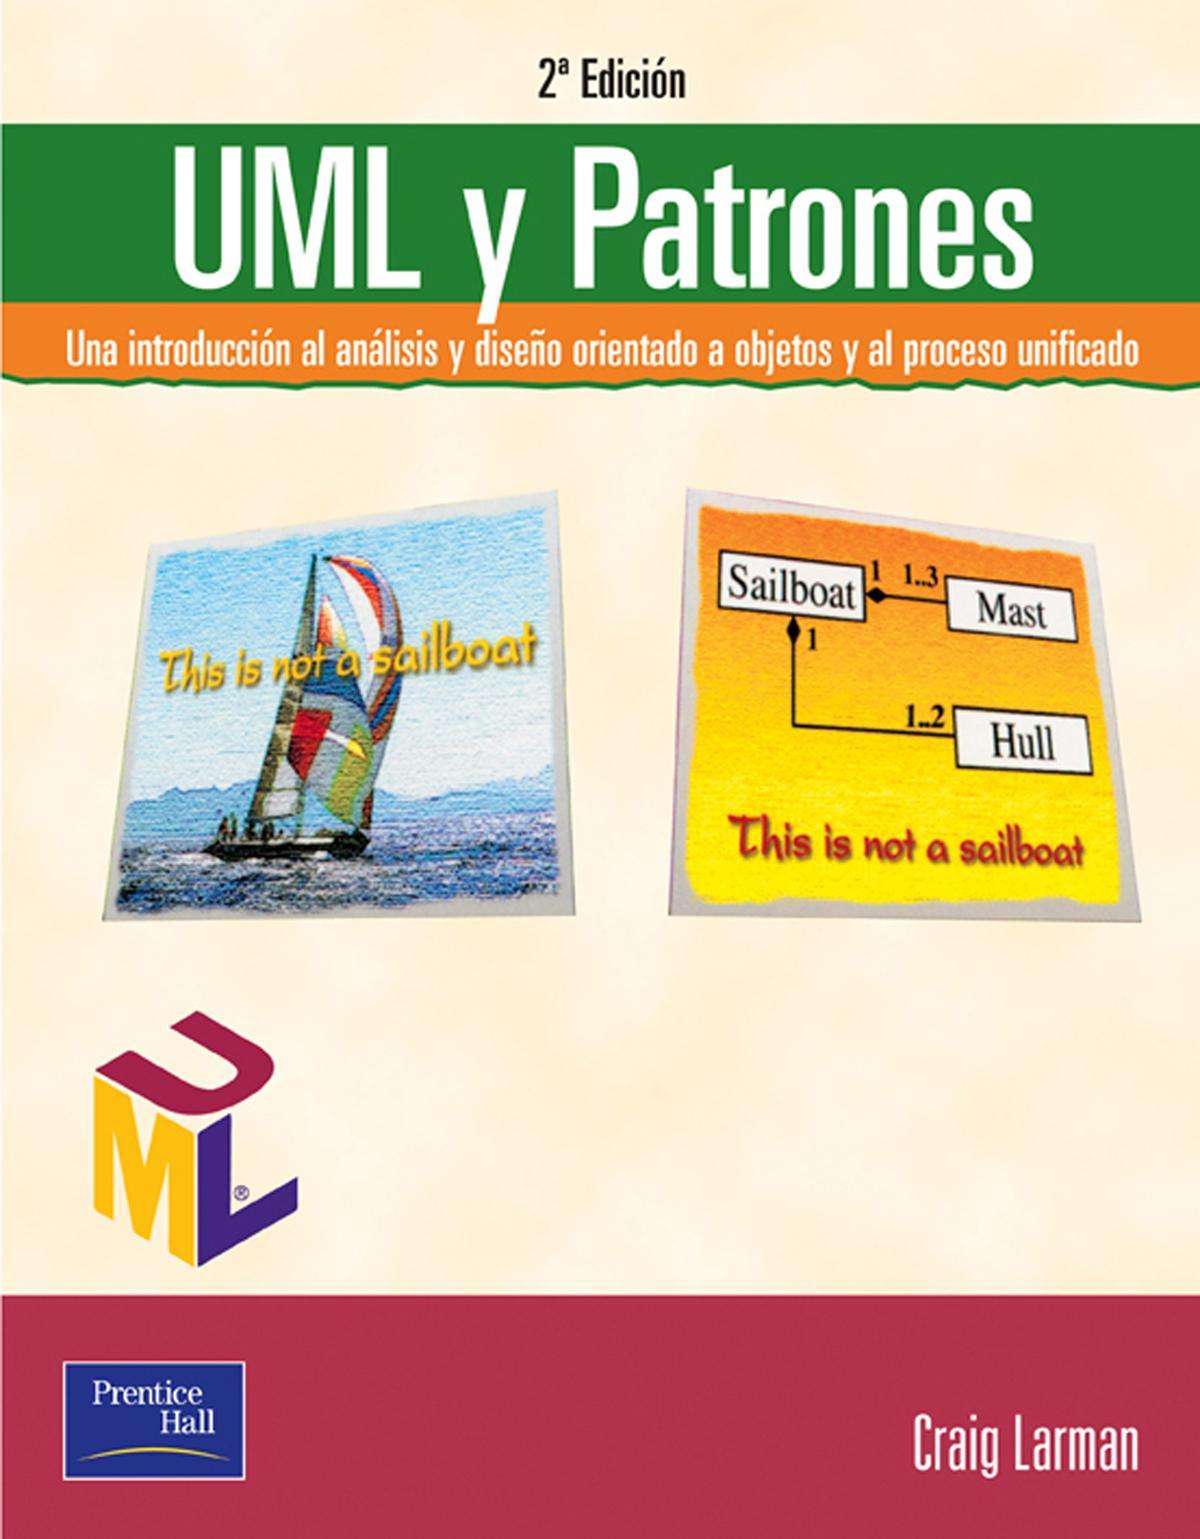 2ª Edición
UML y Patrones
Una introducción al análisis y diseño orientado a objetos y al proceso unificado
This is not a sailboat
Sailboat 1 1..3 Mast
1
1..2 Hull
This is not a sailboat
UML®
Prentice
Hall
Craig Larman